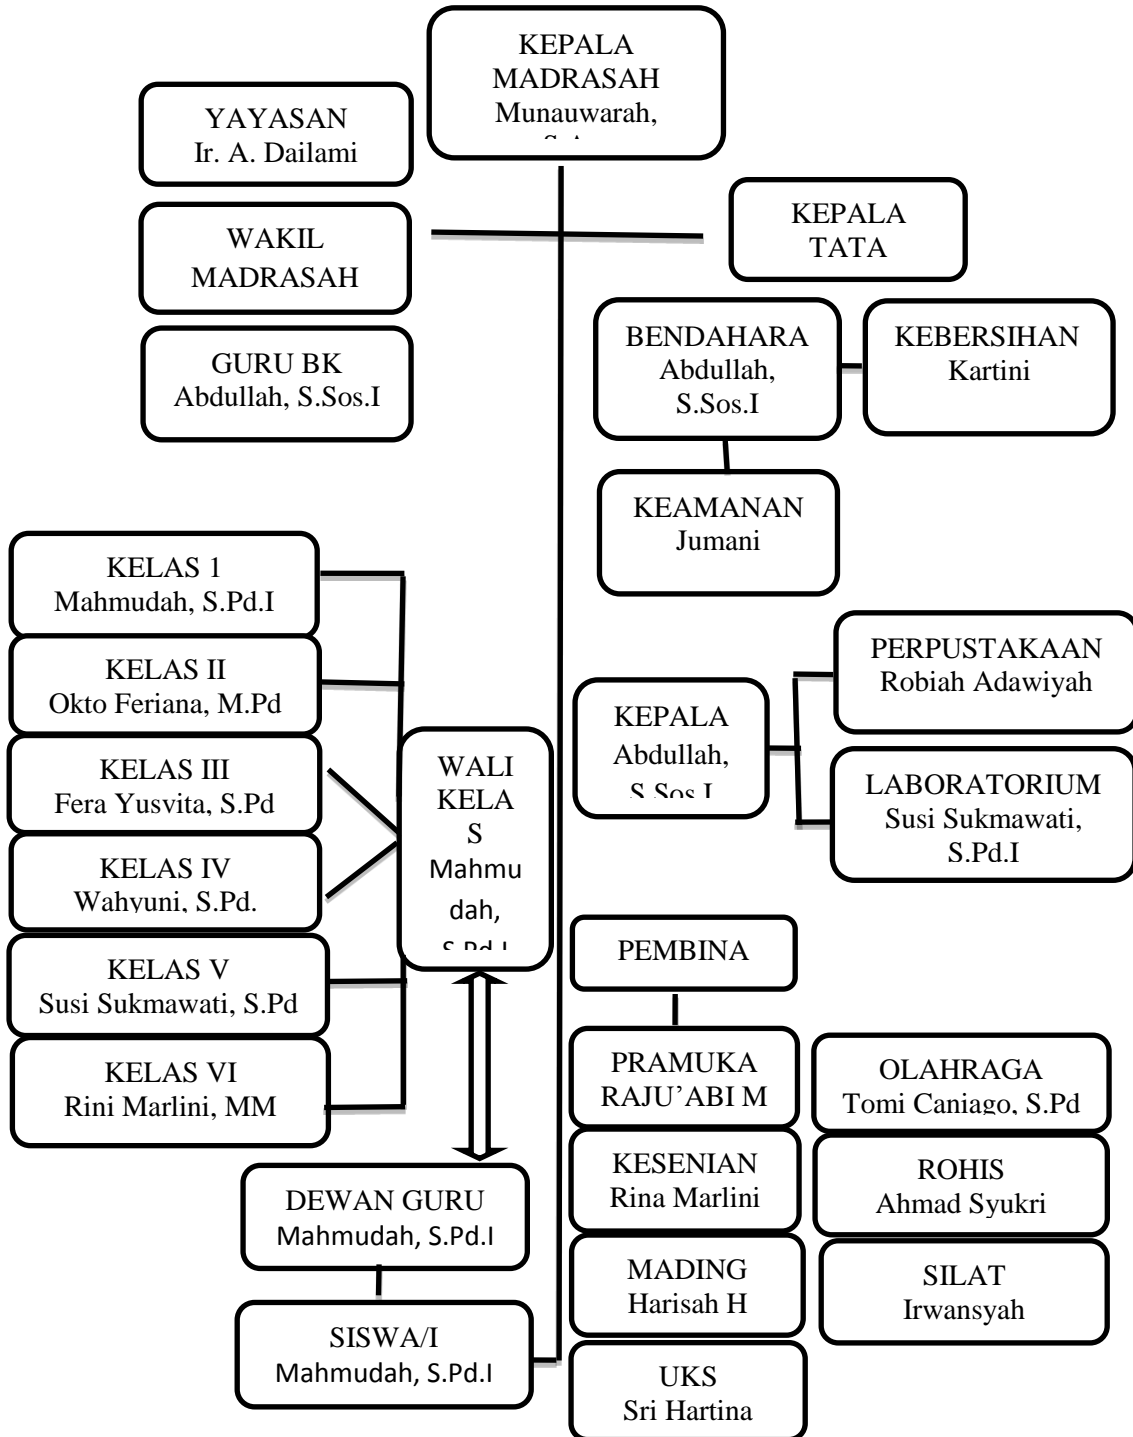 KEPALA
MADRASAH
Munauwarah,
YAYASAN
Ir. A. Dailami
WAKIL
MADRASAH
KEPALA
TATA
GURU BK
Abdullah, S.Sos.I
BENDAHARA
Abdullah,
S.Sos.I
KEBERSIHAN
Kartini
KEAMANAN
Jumani
KELAS 1
Mahmudah, S.Pd.I
KELAS II
Okto Feriana, M.Pd
KELAS III
Fera Yusvita, S.Pd
KELAS IV
Wahyuni, S.Pd.
KELAS V
Susi Sukmawati, S.Pd
KELAS VI
Rini Marlini, MM
WALI
KELA
S
Mahmu
dah,
S.Pd.I
KEPALA
Abdullah,
S.Sos.I
PERPUSTAKAAN
Robiah Adawiyah
LABORATORIUM
Susi Sukmawati,
S.Pd.I
PEMBINA
PRAMUKA
RAJU’ABI M
OLAHRAGA
Tomi Caniago, S.Pd
KESENIAN
Rina Marlini
ROHIS
Ahmad Syukri
MADING
Harisah H
SILAT
Irwansyah
UKS
Sri Hartina
DEWAN GURU
Mahmudah, S.Pd.I
SISWA/I
Mahmudah, S.Pd.I